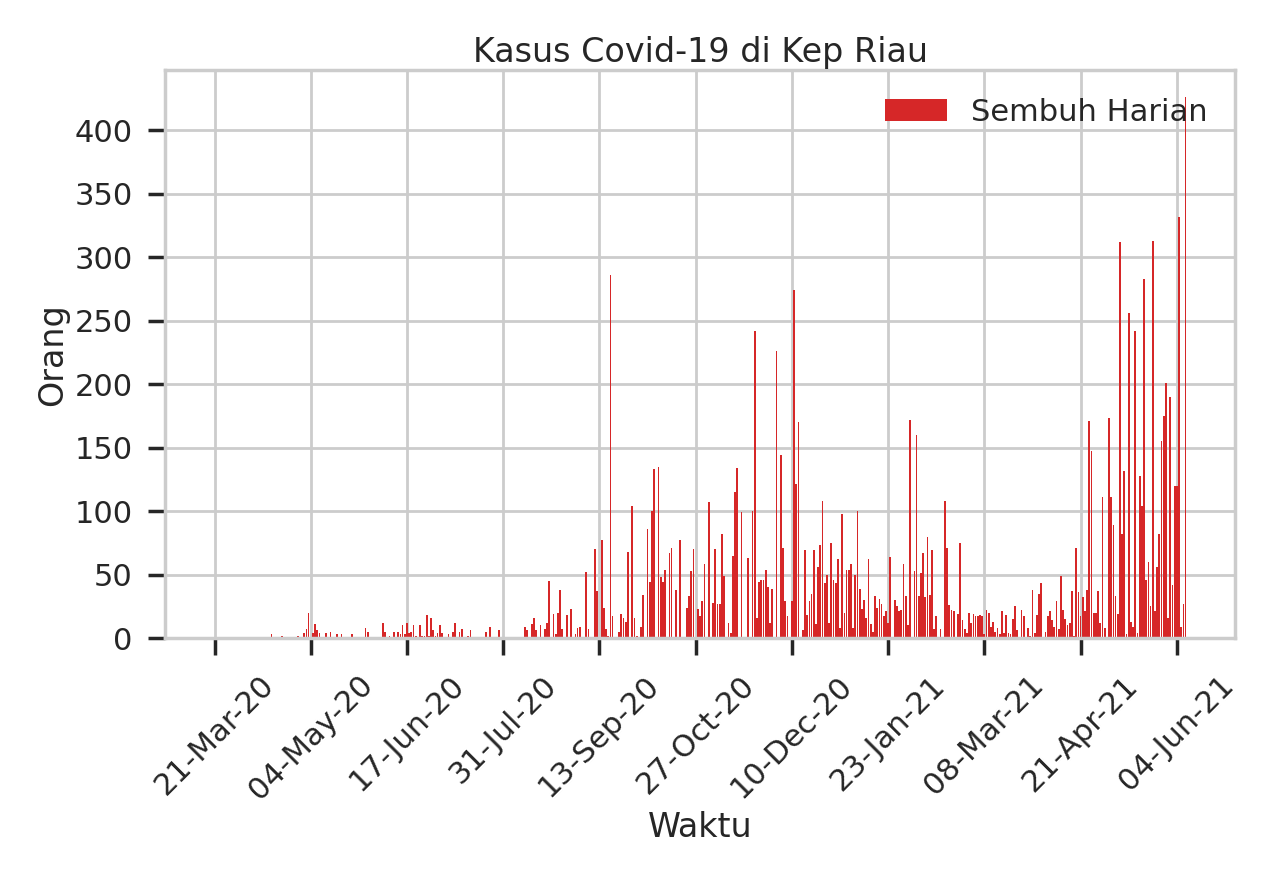 Kasus Covid-19 di Kep Riau
Sembuh Harian
Orang
400
350
300
250
200
150
100
50
0
21-Mar-20
04-May-20
17-Jun-20
31-Jul-20
13-Sep-20
27-Oct-20
10-Dec-20
23-Jan-21
08-Mar-21
21-Apr-21
04-Jun-21
Waktu